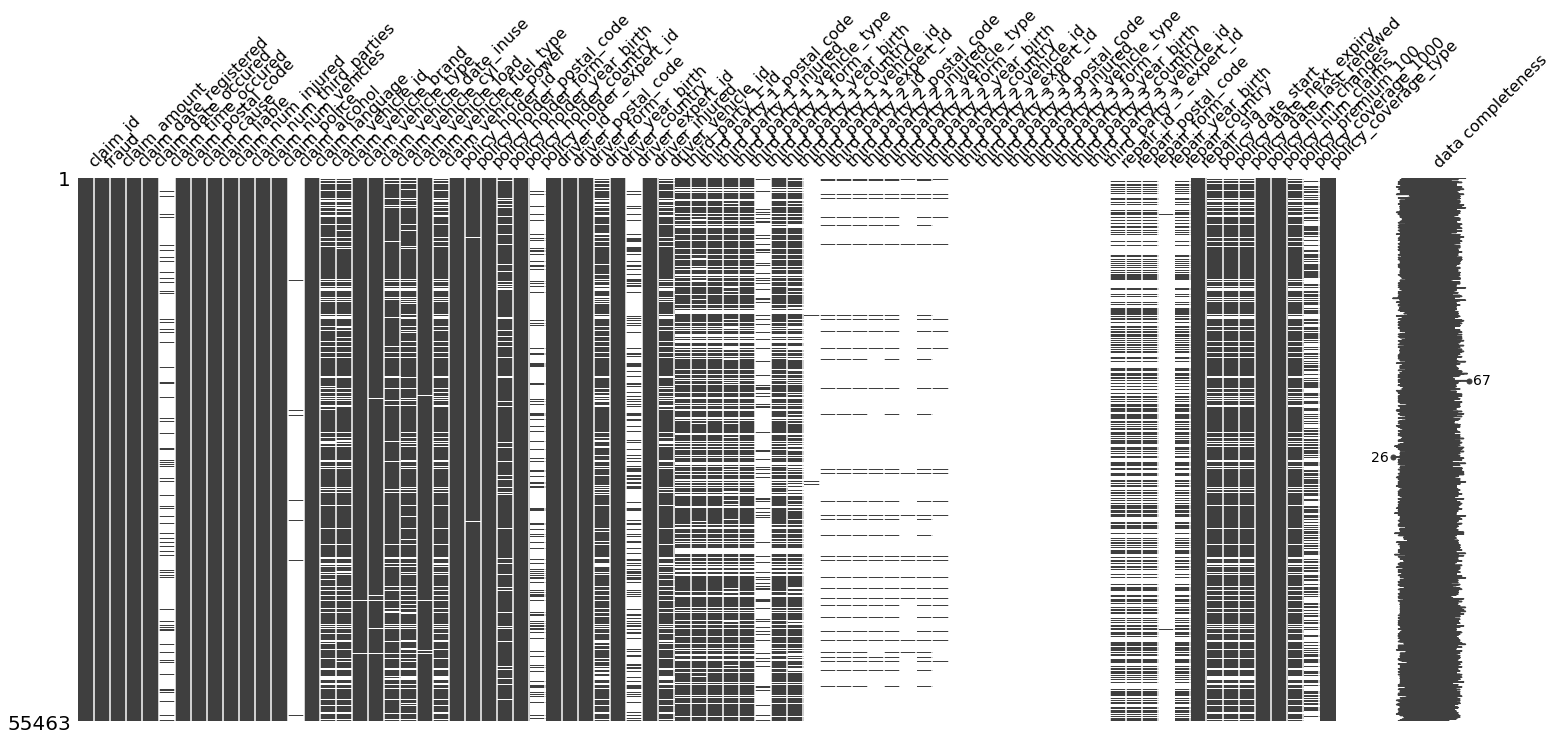 claim_id
fraud
claim_amount
claim_date_registered
claim_date_occured
claim_time_occured
claim_postal_code
claim_cause
claim_liable
claim_num_injured
claim_num_third_parties
claim_num_vehicles
claim_police
claim_alcohol
claim_language
claim_vehicle_id
claim_vehicle_brand
claim_vehicle_type
claim_vehicle_date_inuse
claim_vehicle_cyl
claim_vehicle_load
claim_vehicle_fuel_type
claim_vehicle_power
policy_holder_id
policy_holder_postal_code
policy_holder_form
policy_holder_year_birth
policy_holder_country
policy_holder_expert_id
driver_id
driver_postal_code
driver_form
driver_year_birth
driver_country
driver_expert_id
driver_injured
driver_vehicle_id
third_party_1_id
third_party_1_postal_code
third_party_1_injured
third_party_1_vehicle_type
third_party_1_form
third_party_1_year_birth
third_party_1_country
third_party_1_vehicle_id
third_party_1_expert_id
third_party_2_id
third_party_2_postal_code
third_party_2_injured
third_party_2_vehicle_type
third_party_2_form
third_party_2_year_birth
third_party_2_country
third_party_2_vehicle_id
third_party_2_expert_id
third_party_3_id
third_party_3_postal_code
third_party_3_injured
third_party_3_vehicle_type
third_party_3_form
third_party_3_year_birth
third_party_3_country
third_party_3_vehicle_id
third_party_3_expert_id
repair_id
repair_postal_code
repair_form
repair_year_birth
repair_country
repair_sla
policy_date_start
policy_date_next_expiry
policy_date_last_renewed
policy_num_changes
policy_num_claims
policy_premium_100
policy_coverage_1000
policy_coverage_type
data completeness
1
67
26
55463